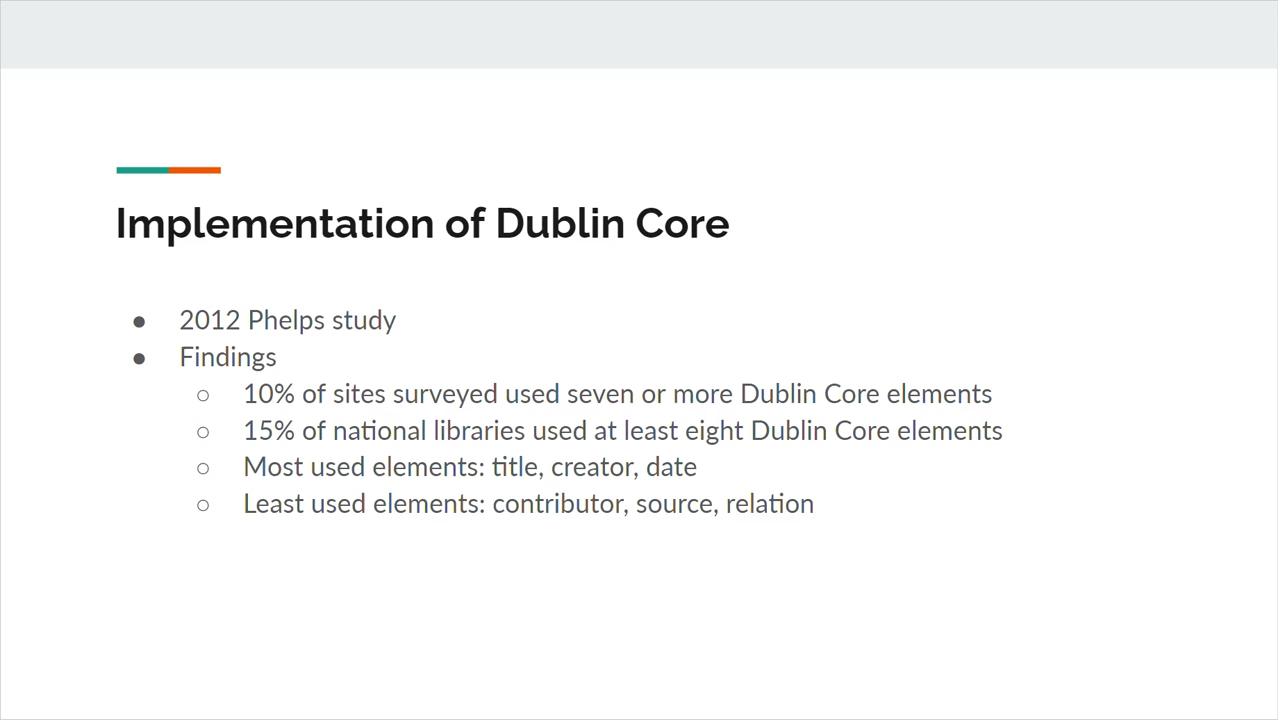 Implementation of Dublin Core
● 2012 Phelps study
● Findings
○ 10% of sites surveyed used seven or more Dublin Core elements
○ 15% of national libraries used at least eight Dublin Core elements
○ Most used elements: title, creator, date
○ Least used elements: contributor, source, relation